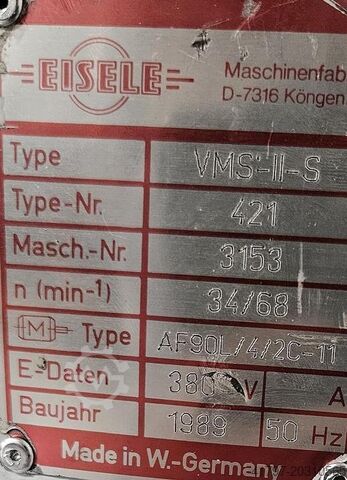 EISELE
Maschinenfab
D-7316 Köngen
Type VMS-II-S
Type-Nr. 421
Masch.-Nr. 3153
n (min-1) 34/68
M Type AF90L/4/2C-11
E-Daten 380 V A
Baujahr 1989 50 Hz
Made in W.-Germany